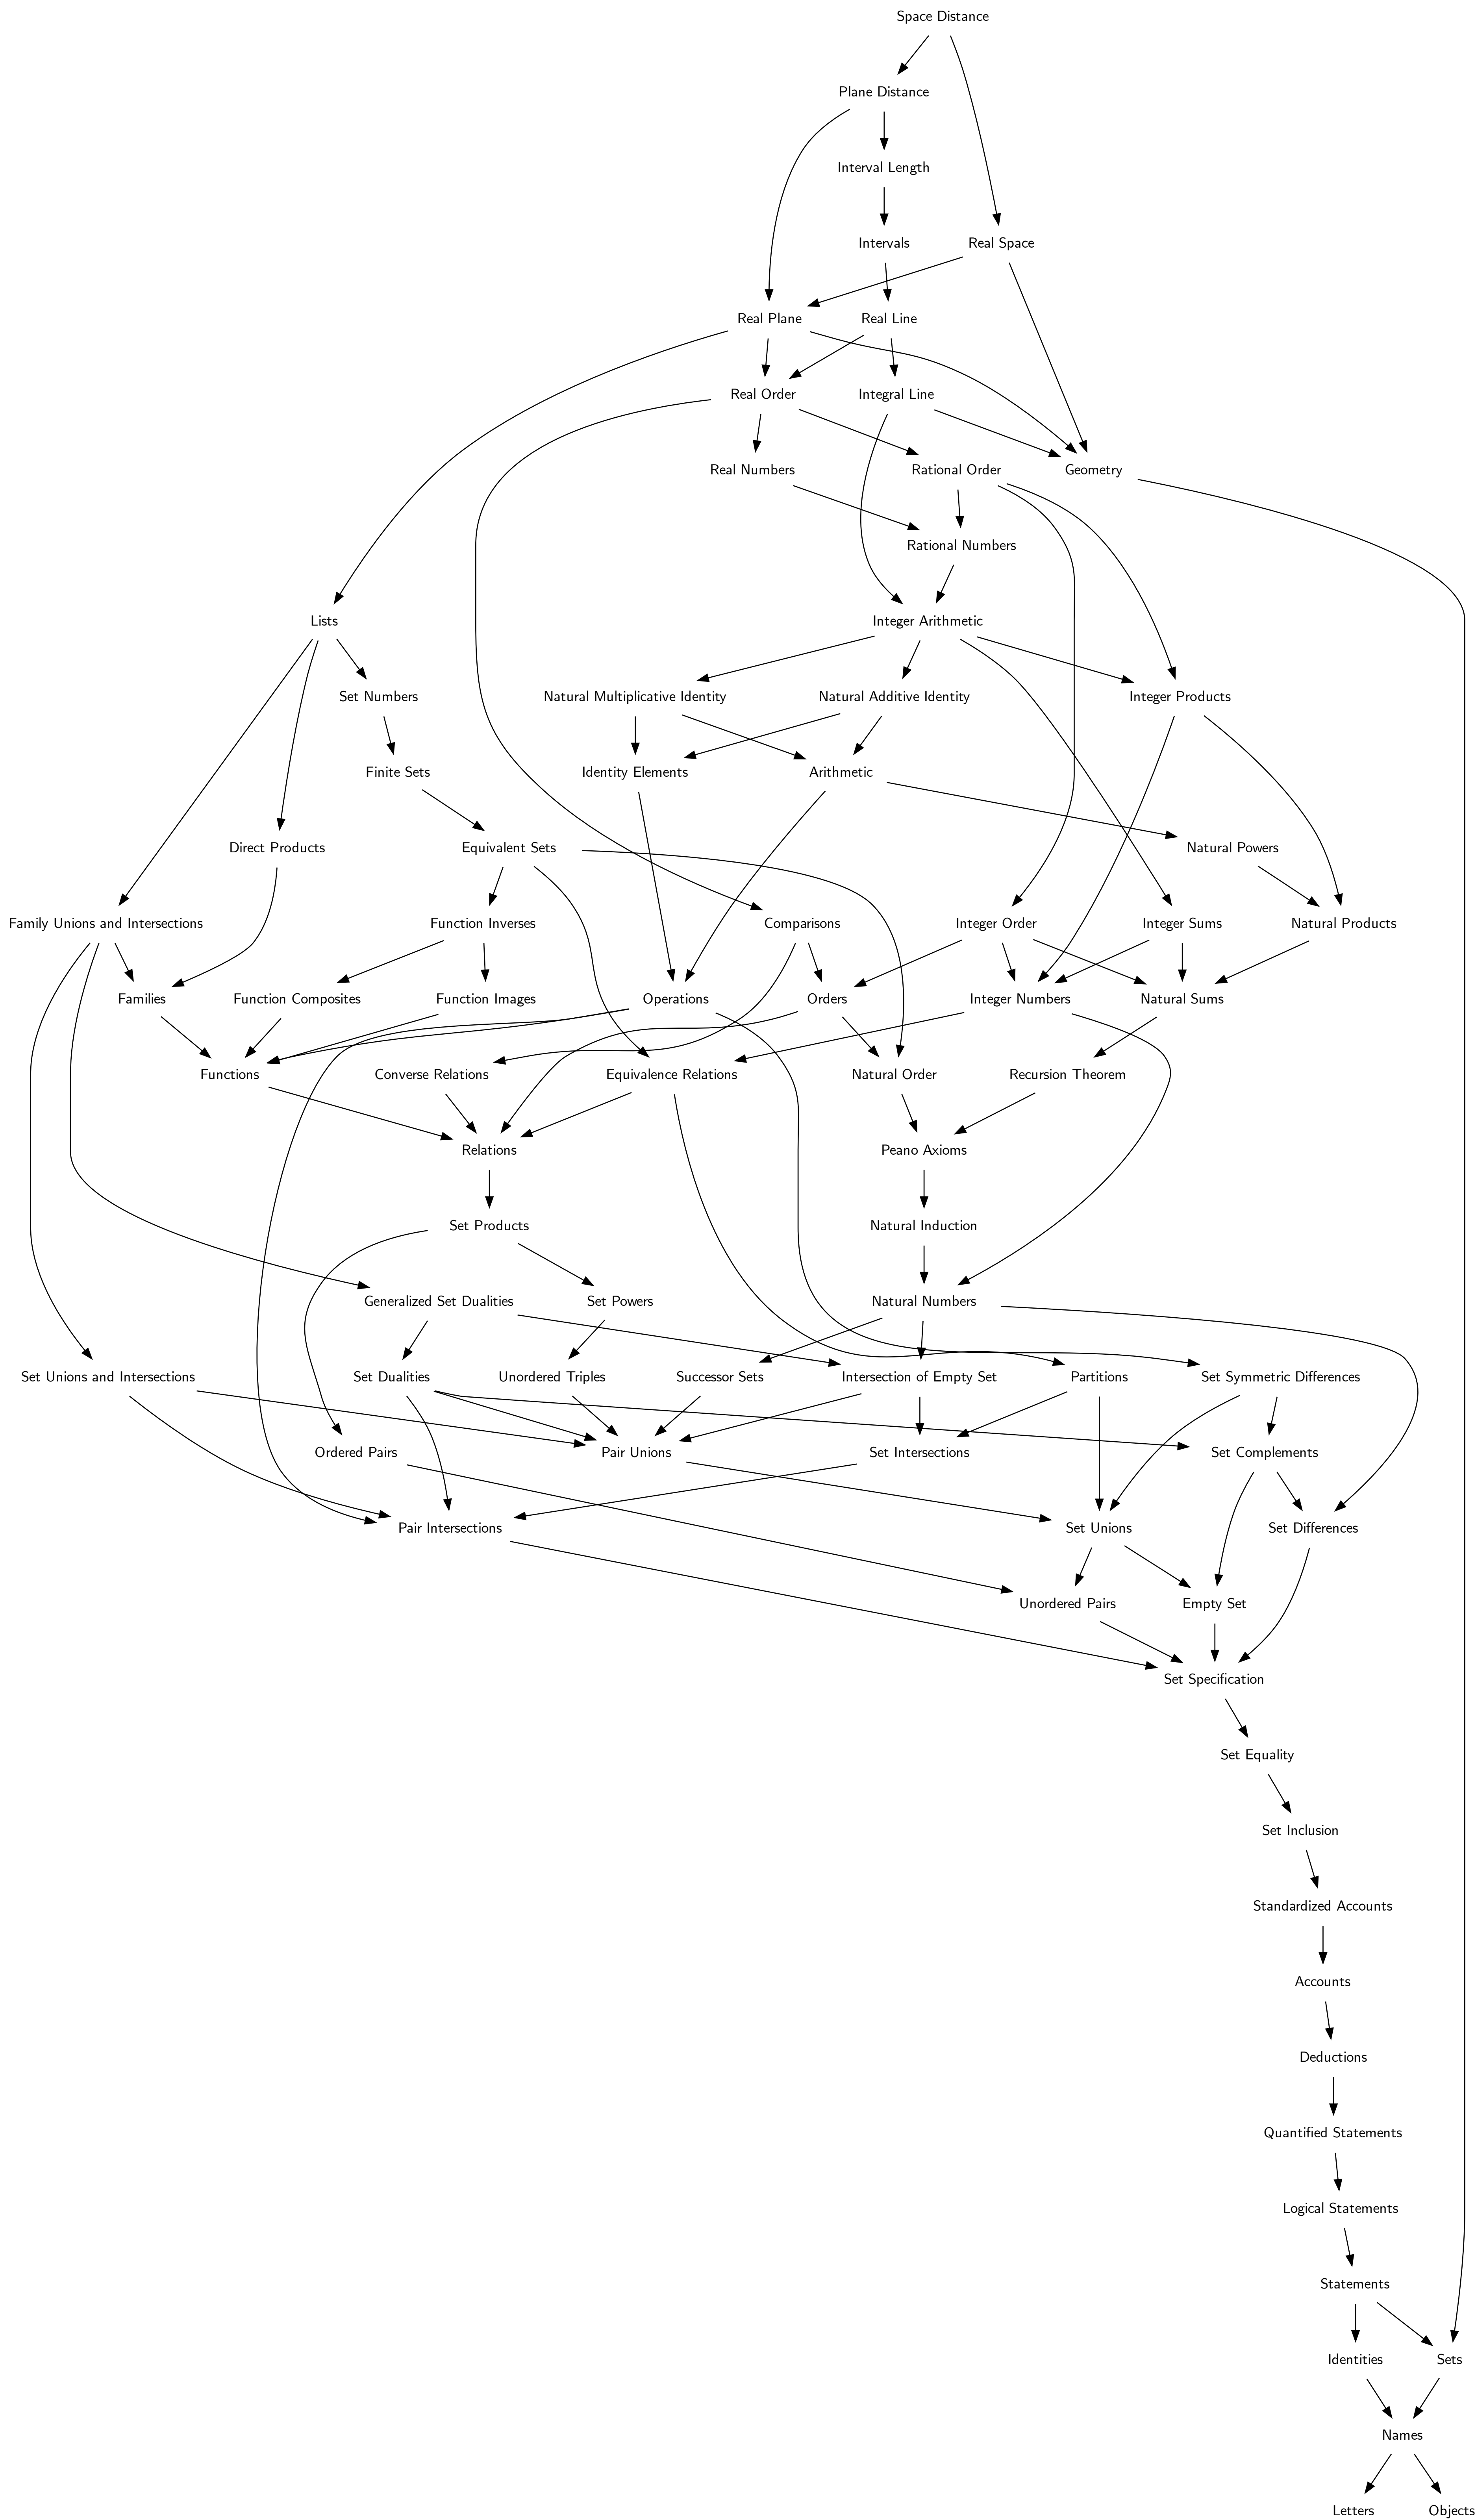 Space Distance
Plane Distance
Interval Length
Intervals
Real Space
Real Plane
Real Line
Real Order
Integral Line
Real Numbers
Rational Order
Geometry
Rational Numbers
Lists
Integer Arithmetic
Set Numbers
Natural Multiplicative Identity
Natural Additive Identity
Integer Products
Finite Sets
Identity Elements
Arithmetic
Direct Products
Equivalent Sets
Natural Powers
Family Unions and Intersections
Function Inverses
Comparisons
Integer Order
Integer Sums
Natural Products
Families
Function Composites
Function Images
Operations
Orders
Integer Numbers
Natural Sums
Functions
Converse Relations
Equivalence Relations
Natural Order
Recursion Theorem
Relations
Peano Axioms
Set Products
Natural Induction
Generalized Set Dualities
Set Powers
Natural Numbers
Set Unions and Intersections
Set Dualities
Unordered Triples
Successor Sets
Intersection of Empty Set
Partitions
Set Symmetric Differences
Ordered Pairs
Pair Unions
Set Intersections
Set Complements
Pair Intersections
Set Unions
Set Differences
Unordered Pairs
Empty Set
Set Specification
Set Equality
Set Inclusion
Standardized Accounts
Accounts
Deductions
Quantified Statements
Logical Statements
Statements
Identities
Sets
Names
Letters
Objects